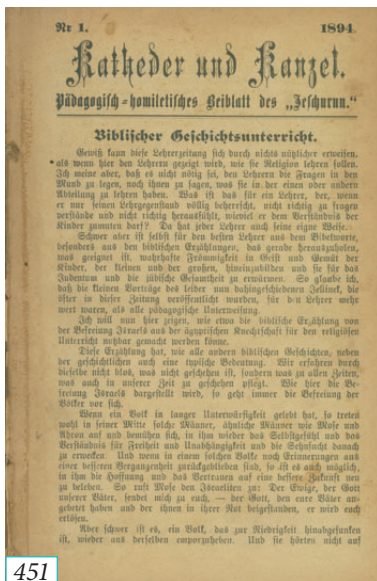 Nr 1.
1894.
Katheder und Kanzel.
Pädagogisch-homiletisches Beiblatt des „Jeschurun.“
Biblischer Geschichtsunterricht.
Gewiß kann diese Lehrerzeitung sich durch nichts nützlicher erweisen,
als wenn hier den Lehrern gezeigt wird, wie sie Religion lehren sollen.
Ich meine aber, daß es nicht nötig sei, den Lehrern die Fragen in den
Mund zu legen, noch ihnen zu sagen, was sie in der einen oder andern
Abteilung zu lehren haben. Was ist das für ein Lehrer, der, wenn
er nur seinen Lehrgegenstand völlig beherrscht, nicht richtig zu fragen
verstände und nicht richtig herausfühlt, wieviel er dem Verständnis der
Kinder zumuten darf? Da hat jeder Lehrer auch seine eigne Weise.
Schwer aber ist selbst für den besten Lehrer aus dem Bibelworte,
besonders aus den biblischen Erzählungen, das gerade herauszuholen,
was geeignet ist, wahrhafte Frömmigkeit in Geist und Gemüt der
Kinder, der kleinen und der großen, hineinzubilden und sie für das
Judentum und die jüdische Gesamtheit zu erwärmen. So glaube ich,
daß die kleinen Vorträge des leider nun dahingeschiedenen Jellinek, die
öfter in dieser Zeitung veröffentlicht wurden, für den Lehrer mehr
wert waren, als alle pädagogische Unterweisung.
Ich will nun hier zeigen, wie etwa die biblische Erzählung von
der Befreiung Israels aus der ägyptischen Knechtschaft für den religiösen
Unterricht nutzbar gemacht werden könne.
Diese Erzählung hat, wie alle andern biblischen Geschichten, neben
der geschichtlichen auch eine typische Bedeutung. Wir erfahren durch
dieselbe nicht blos, was nicht geschehen ist, sondern was zu allen Zeiten,
was auch in unserer Zeit zu geschehen pflegt. Wie hier die Be-
freiung Israels dargestellt wird, so geht immer die Befreiung der
Völker vor sich.
Wenn ein Volk in langer Unterwürfigkeit gelebt hat, so treten
wohl in seiner Mitte solche Männer, ähnliche Männer wie Mose und
Ahron auf und bemühen sich, in ihm wieder das Selbstgefühl und das
Verständnis für Freiheit und Unabhängigkeit und die Sehnsucht danach
zu erwecken. Und wenn in einem solchen Volke noch Erinnerungen aus
einer besseren Vergangenheit zurückgeblieben sind, so ist es auch möglich,
in ihm die Hoffnung und das Vertrauen auf eine bessere Zukunft neu
zu beleben. So ruft Mose den Israeliten zu: Der Ewige, der Gott
unserer Väter, sendet mich zu euch, — der Gott, den eure Väter an-
gebetet haben und der ihnen in ihrer Not beigestanden, er wird euch
erlösen.
Aber schwer ist es, ein Volk, das zur Niedrigkeit hinabgesunken
ist, wieder aus derselben emporzuheben. Und sie hörten nicht auf
451